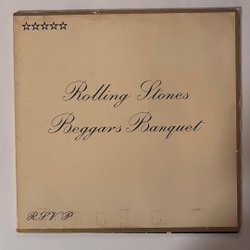 Rolling Stones
Beggars Banquet
R.S.V.P.